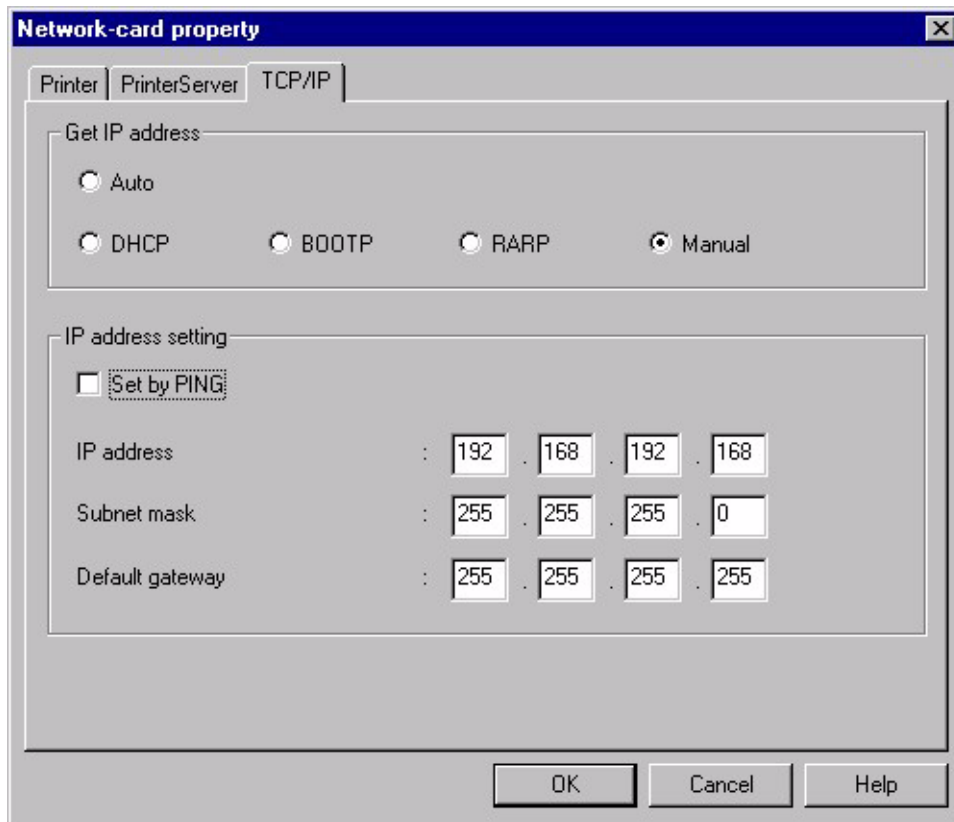 Network-card property
Printer PrinterServer TCP/IP
Get IP address
Auto
DHCP BOOTP RARP Manual
IP address setting
Set by PING
IP address : 192 . 168 . 192 . 168
Subnet mask : 255 . 255 . 255 . 0
Default gateway : 255 . 255 . 255 . 255
OK Cancel Help